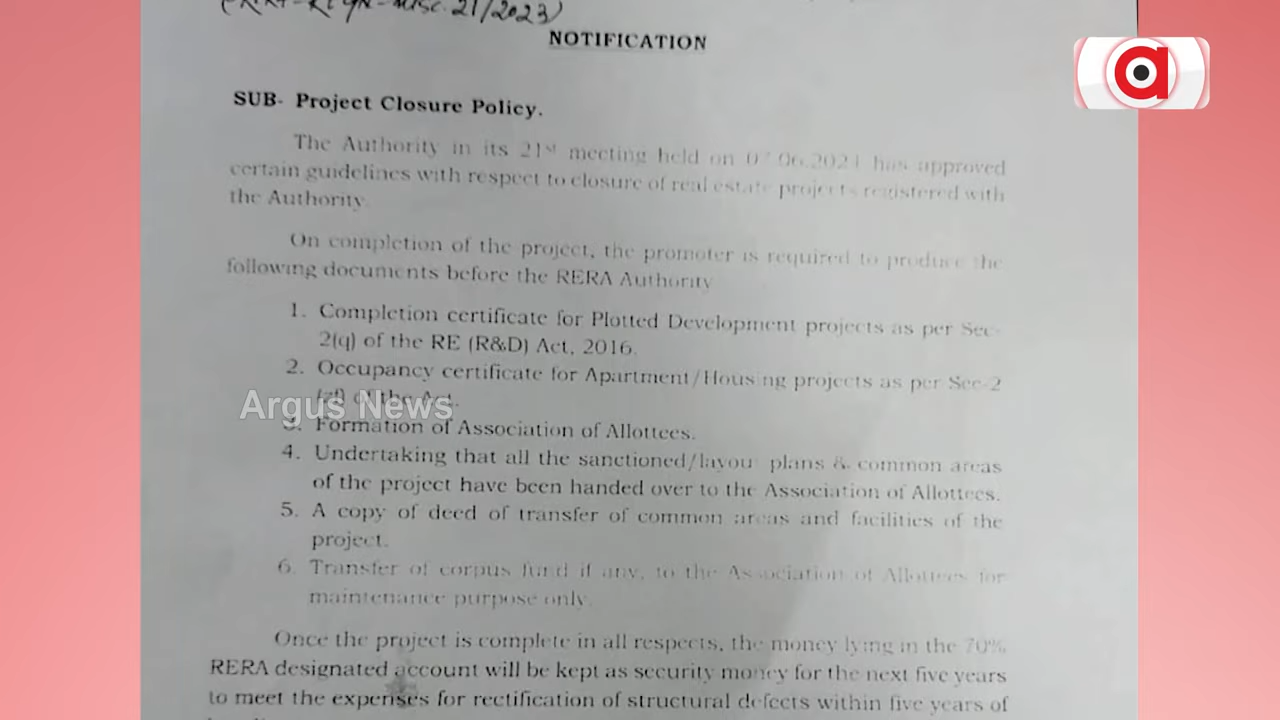 21/2023)
NOTIFICATION
a
SUB- Project Closure Policy.
The Authority in its 21st meeting held on has approved
certain guidelines with respect to closure of real estate projects registered with
the Authority.
On completion of the project, the promoter is required to produce the
following documents before the RERA Authority
1. Completion certificate for Plotted Development projects as per Sec-
2(q) of the RE (R&D) Act, 2016.
2. Occupancy certificate for Apartment/Housing projects as per Sec-2
(zf) of the Act.
Argus News
3. Formation of Association of Allottees.
4. Undertaking that all the sanctioned/layout plans & common areas
of the project have been handed over to the Association of Allottees.
5. A copy of deed of transfer of common areas and facilities of the
project.
6. Transfer of corpus fund if any, to the Association of Allottees for
maintenance purpose only.
Once the project is complete in all respects, the money lying in the 70%
RERA designated account will be kept as security money for the next five years
to meet the expenses for rectification of structural defects within five years of